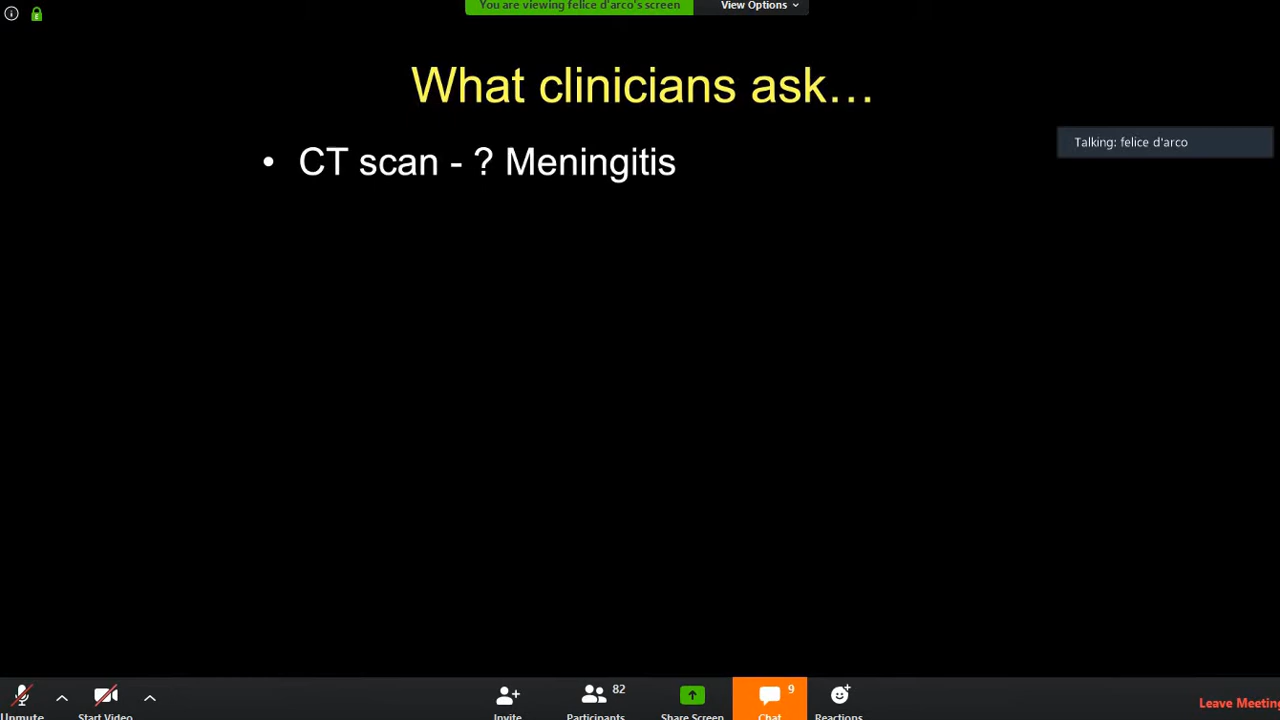 You are viewing felice d'arco's screen
View Options
What clinicians ask…
• CT scan - ? Meningitis
Talking: felice d'arco
Unmute
Start Video
Invite
82
Participants
Share Screen
9
Chat
Reactions
Leave Meeting